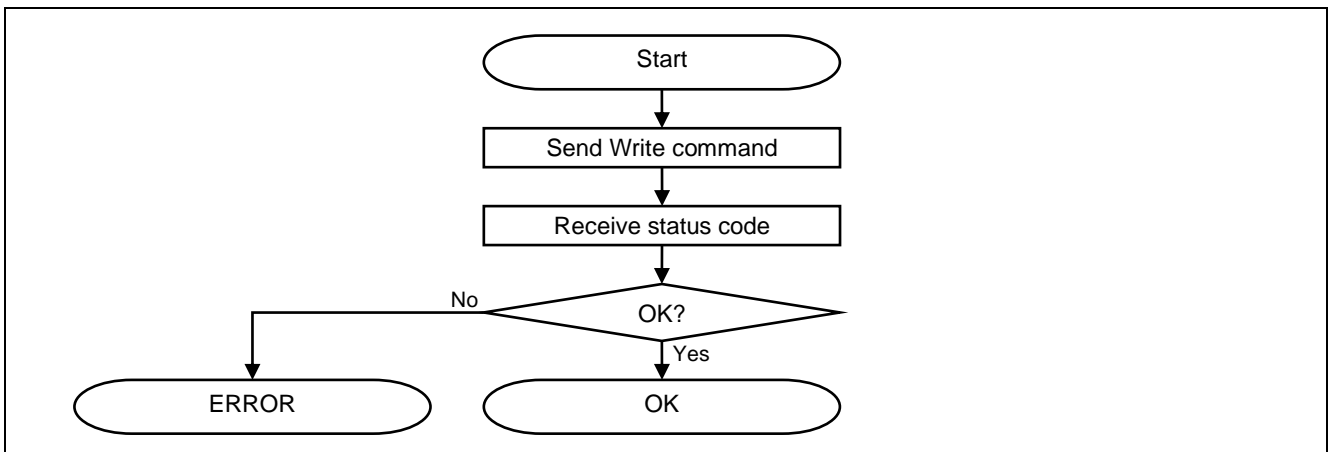 Start
Send Write command
Receive status code
No
OK?
Yes
ERROR
OK